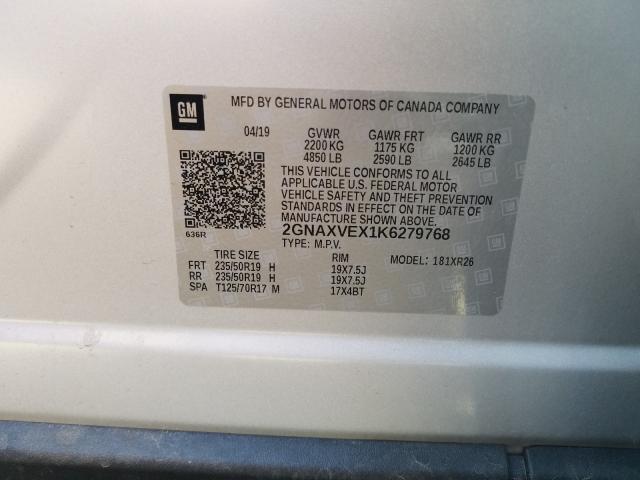 GM
MFD BY GENERAL MOTORS OF CANADA COMPANY
04/19 GVWR GAWR FRT GAWR RR
2200 KG 1175 KG 1200 KG
4850 LB 2590 LB 2645 LB
THIS VEHICLE CONFORMS TO ALL
APPLICABLE U.S. FEDERAL MOTOR
VEHICLE SAFETY AND THEFT PREVENTION
STANDARDS IN EFFECT ON THE DATE OF
MANUFACTURE SHOWN ABOVE.
2GNAXVEX1K6279768
TYPE: M.P.V.
636R
TIRE SIZE RIM MODEL: 181XR26
FRT 235/50R19 H 19X7.5J
RR 235/50R19 H 19X7.5J
SPA T125/70R17 M 17X4BT